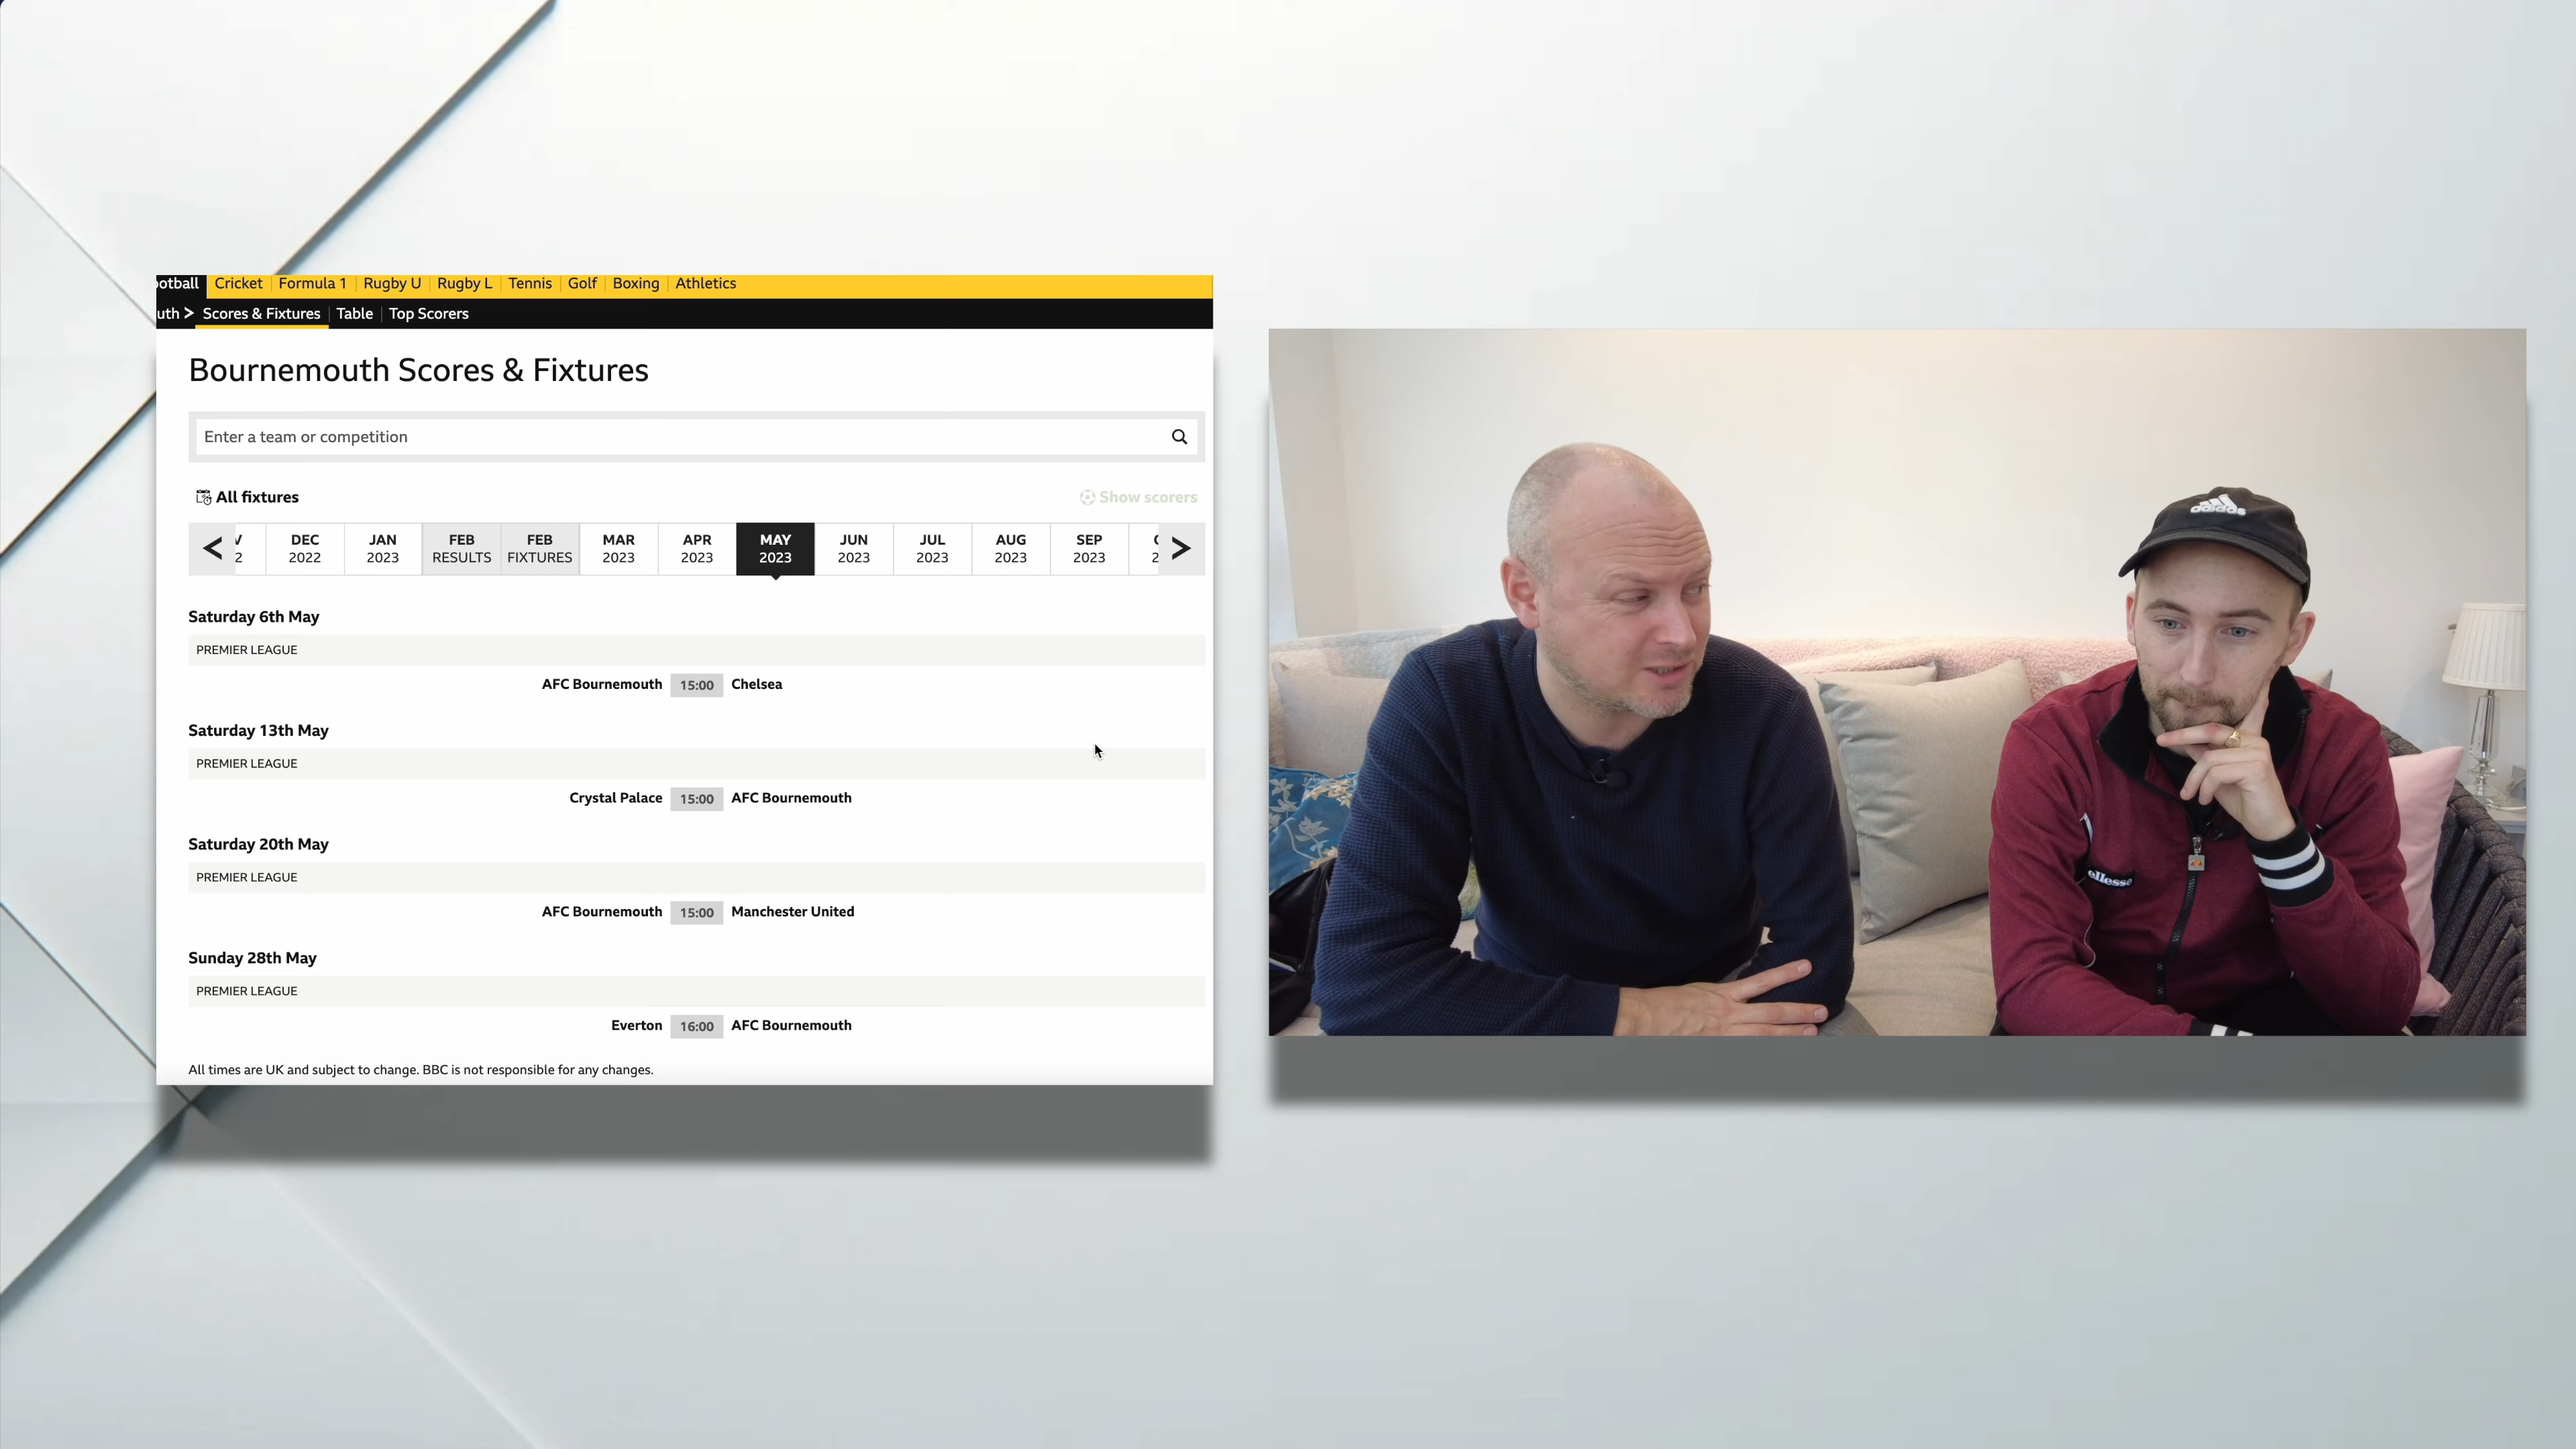 ootball Cricket Formula 1 Rugby U Rugby L Tennis Golf Boxing Athletics
uth > Scores & Fixtures Table Top Scorers
Bournemouth Scores & Fixtures
Enter a team or competition
All fixtures Show scorers
< V DEC JAN FEB FEB MAR APR MAY JUN JUL AUG SEP >
2 2022 2023 RESULTS FIXTURES 2023 2023 2023 2023 2023 2023 2023 2
Saturday 6th May
PREMIER LEAGUE
AFC Bournemouth 15:00 Chelsea
Saturday 13th May
PREMIER LEAGUE
Crystal Palace 15:00 AFC Bournemouth
Saturday 20th May
PREMIER LEAGUE
AFC Bournemouth 15:00 Manchester United
Sunday 28th May
PREMIER LEAGUE
Everton 16:00 AFC Bournemouth
All times are UK and subject to change. BBC is not responsible for any changes.
adidas
ellesse